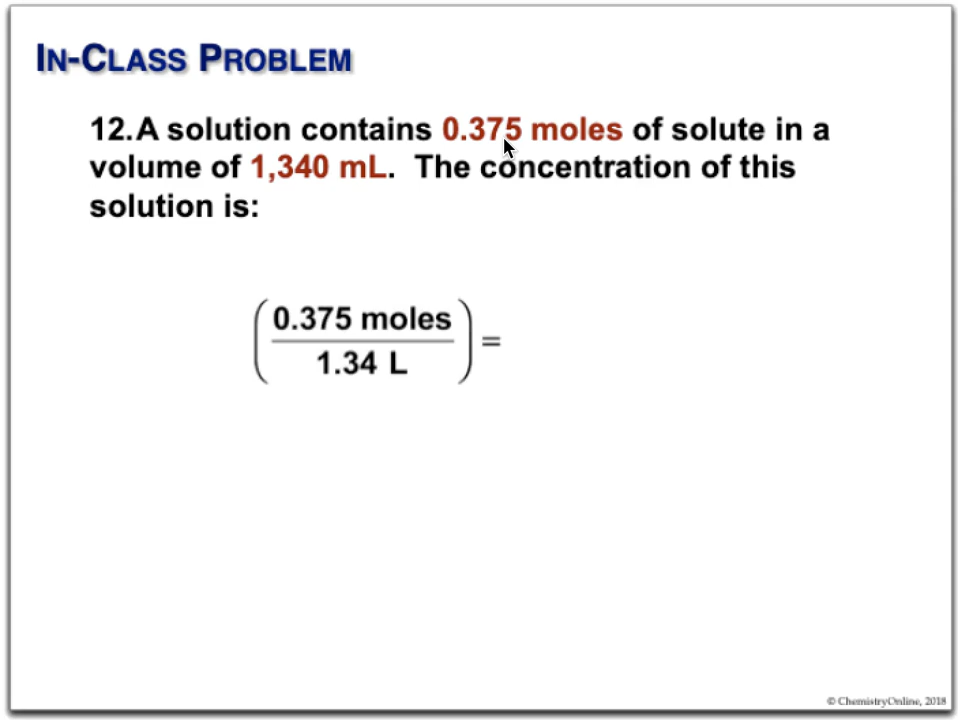 IN-CLASS PROBLEM
12. A solution contains 0.375 moles of solute in a
volume of 1,340 mL. The concentration of this
solution is:
(0.375 moles
1.34 L) =
© ChemistryOnline, 2018